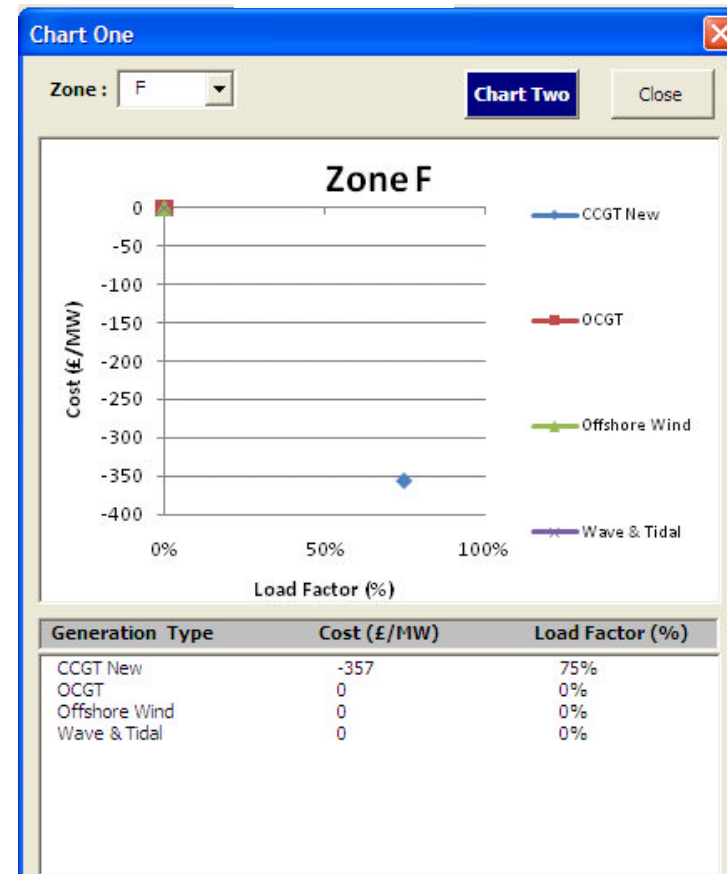 Chart One
Zone : F
Chart Two
Close
Zone F
0
-50
-100
-150
-200
-250
-300
-350
-400
Cost (£/MW)
0% 50% 100%
Load Factor (%)
CCGT New
OCGT
Offshore Wind
Wave & Tidal
Generation Type Cost (£/MW) Load Factor (%)
CCGT New -357 75%
OCGT 0 0%
Offshore Wind 0 0%
Wave & Tidal 0 0%